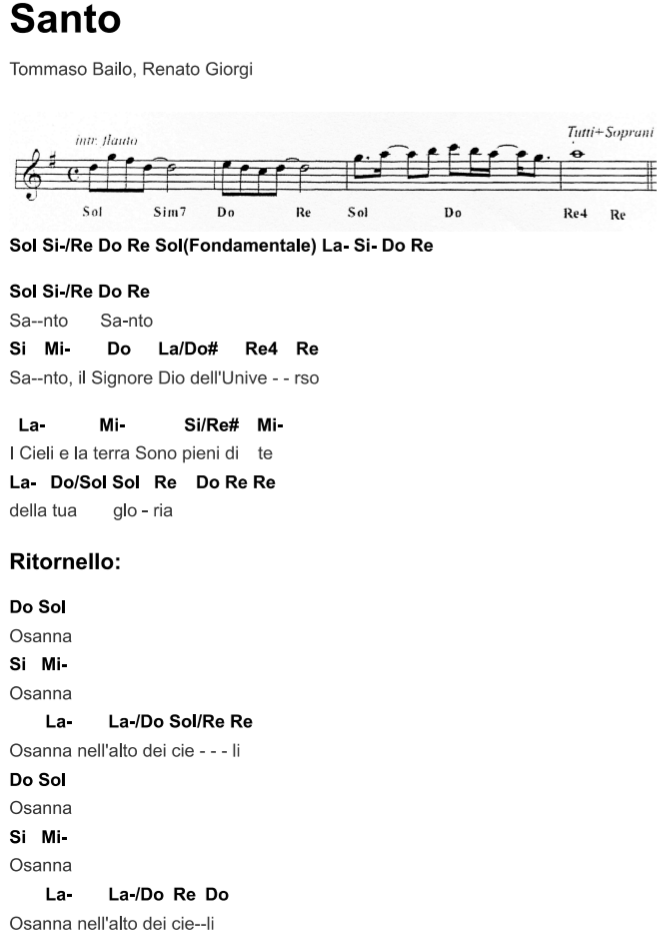 Santo
Tommaso Bailo, Renato Giorgi
intr. flauto
Tutti+Soprani
Sol Sim7 Do Re Sol Do Re4 Re
Sol Si-/Re Do Re Sol(Fondamentale) La- Si- Do Re
Sol Si-/Re Do Re
Sa--nto Sa-nto
Si Mi- Do La/Do# Re4 Re
Sa--nto, il Signore Dio dell'Unive - - rso
La- Mi- Si/Re# Mi-
I Cieli e la terra Sono pieni di te
La- Do/Sol Sol Re Do Re Re
della tua glo - ria
Ritornello:
Do Sol
Osanna
Si Mi-
Osanna
La- La-/Do Sol/Re Re
Osanna nell'alto dei cie - - - li
Do Sol
Osanna
Si Mi-
Osanna
La- La-/Do Re Do
Osanna nell'alto dei cie--li